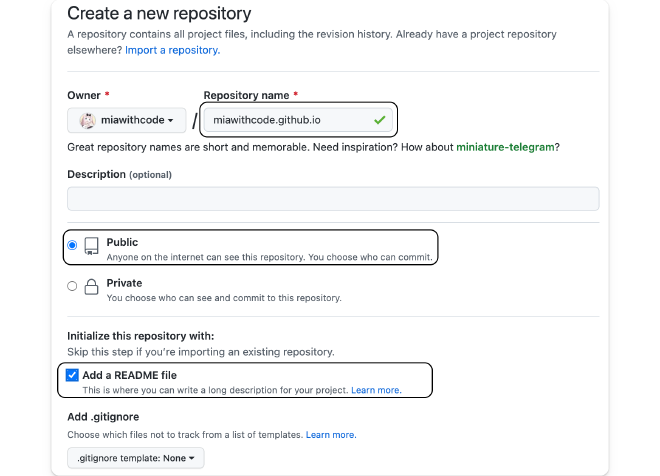 Create a new repository
A repository contains all project files, including the revision history. Already have a project repository
elsewhere? Import a repository.
Owner * Repository name *
miawithcode / miawithcode.github.io
Great repository names are short and memorable. Need inspiration? How about miniature-telegram?
Description (optional)
Public
Anyone on the internet can see this repository. You choose who can commit.
Private
You choose who can see and commit to this repository.
Initialize this repository with:
Skip this step if you're importing an existing repository.
Add a README file
This is where you can write a long description for your project. Learn more.
Add .gitignore
Choose which files not to track from a list of templates. Learn more.
.gitignore template: None